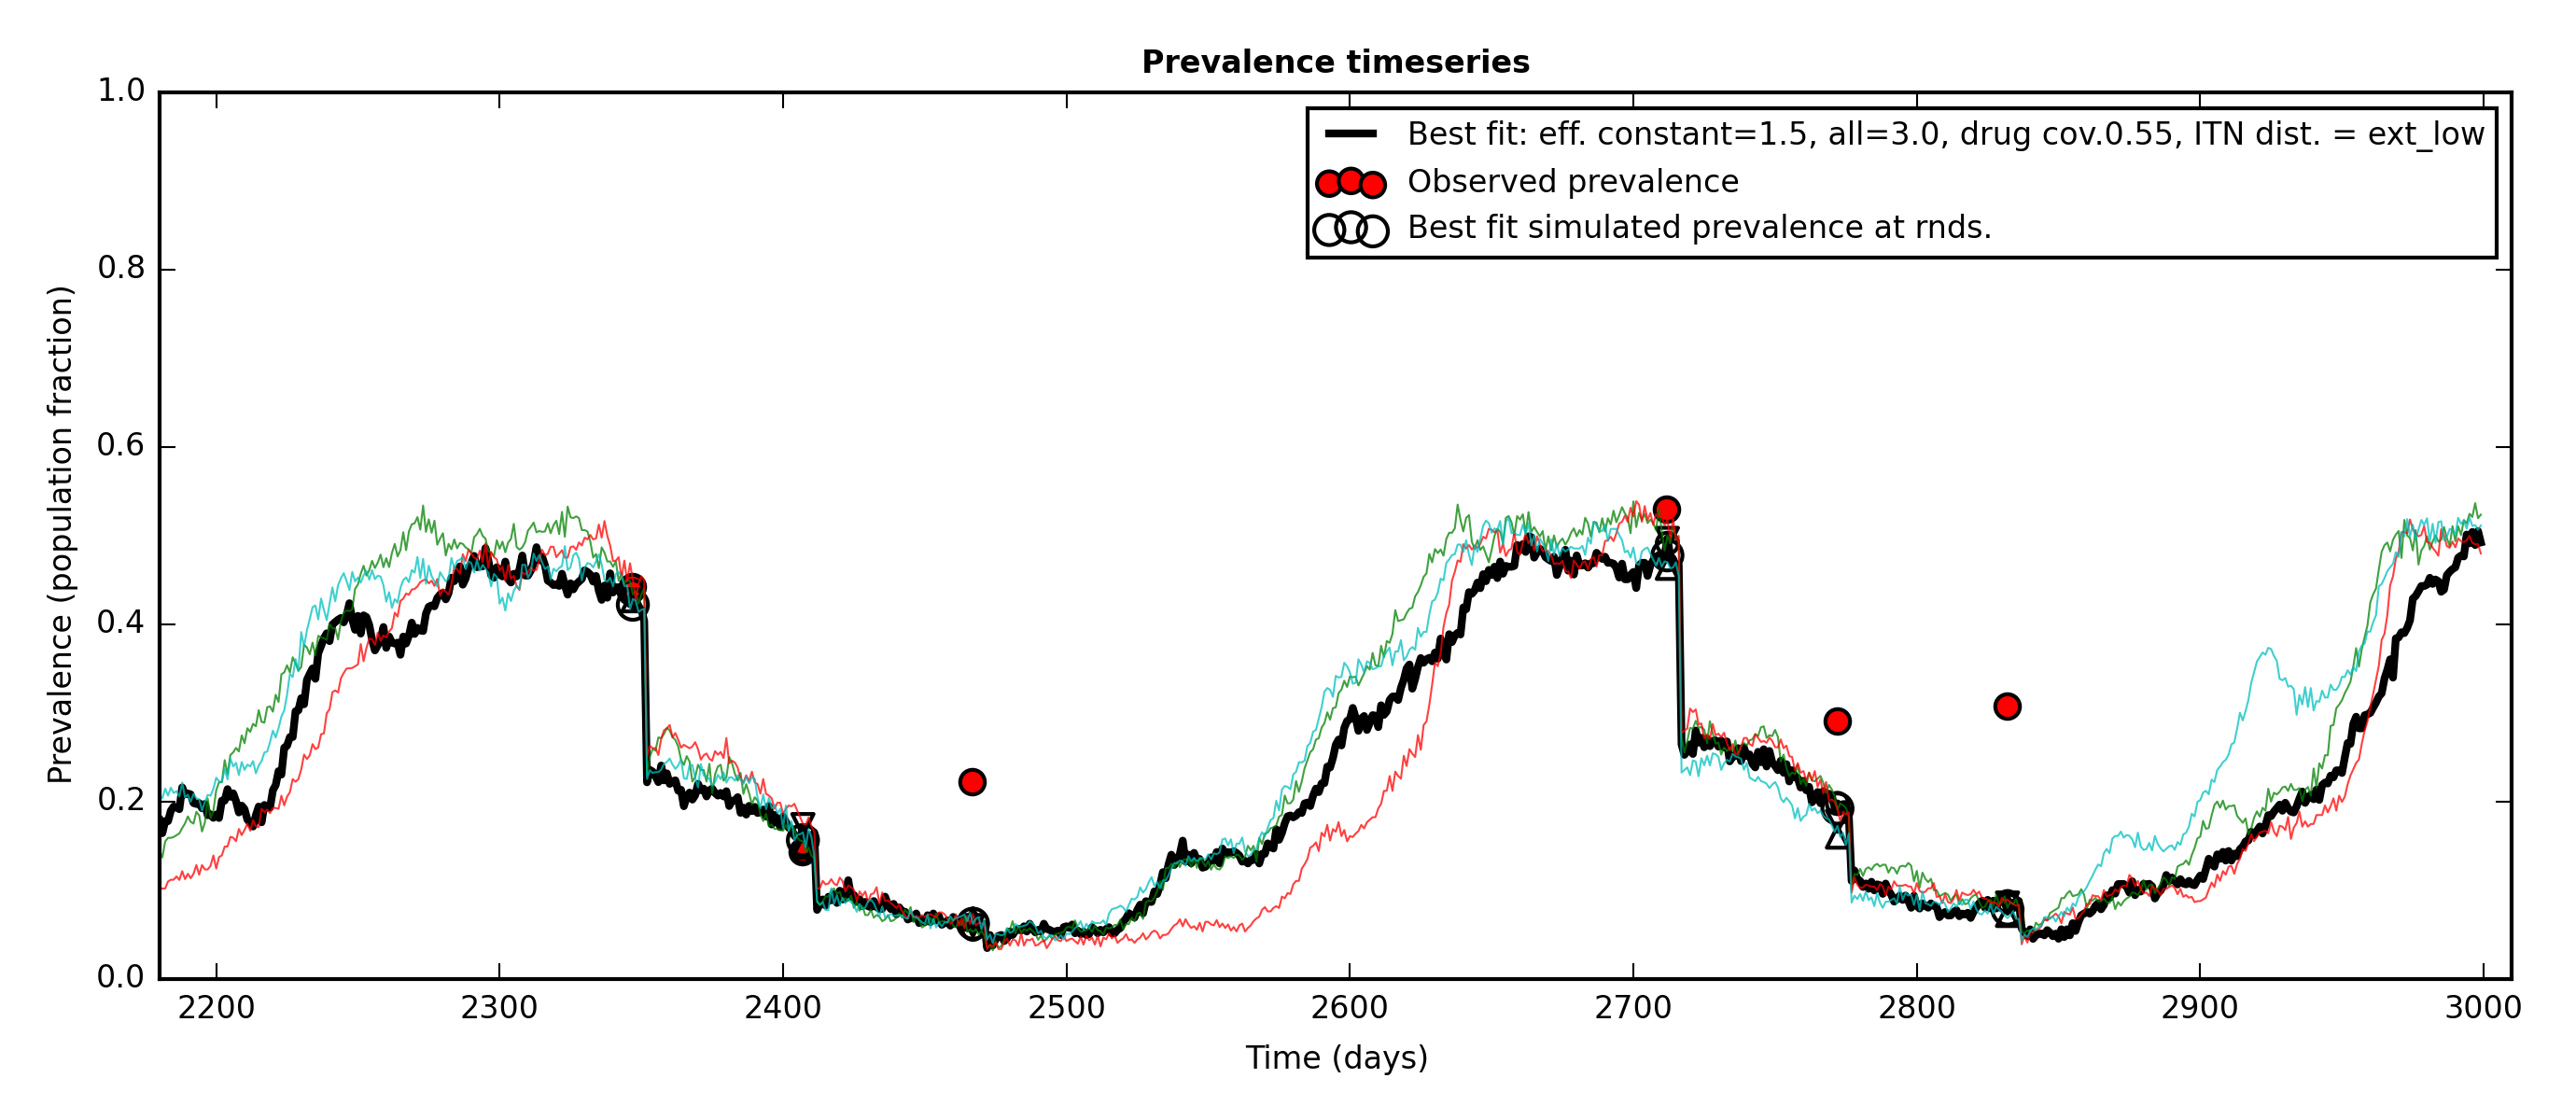 Prevalence timeseries
1.0
0.8
0.6
0.4
0.2
0.0
Prevalence (population fraction)
Best fit: eff. constant=1.5, all=3.0, drug cov.0.55, ITN dist. = ext_low
Observed prevalence
Best fit simulated prevalence at rnds.
2200 2300 2400 2500 2600 2700 2800 2900 3000
Time (days)